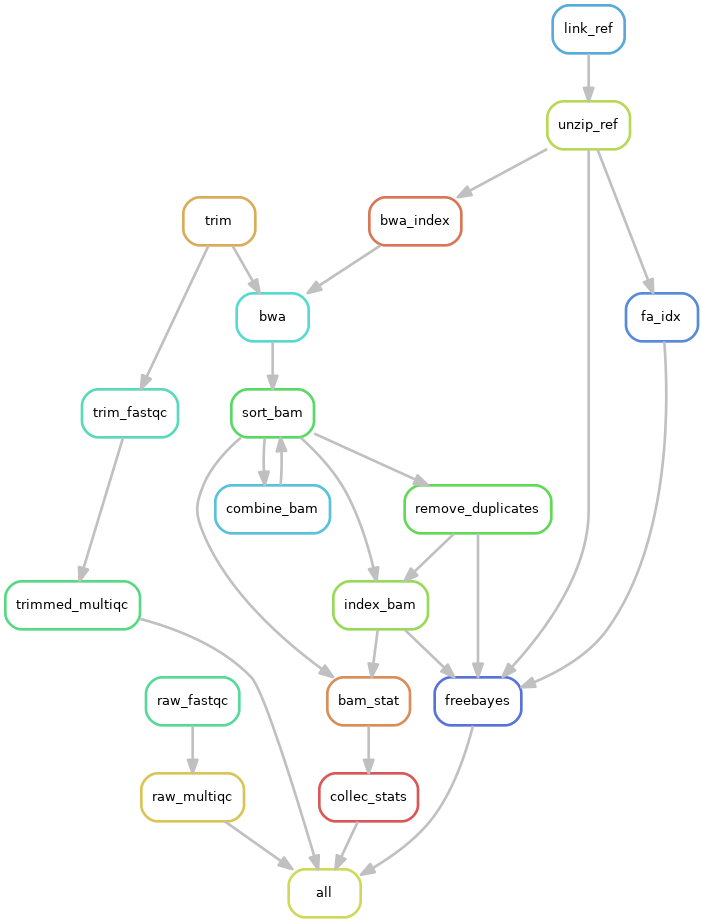 link_ref
unzip_ref
trim
bwa_index
bwa
fa_idx
trim_fastqc
sort_bam
combine_bam
remove_duplicates
trimmed_multiqc
index_bam
raw_fastqc
bam_stat
freebayes
raw_multiqc
collec_stats
all